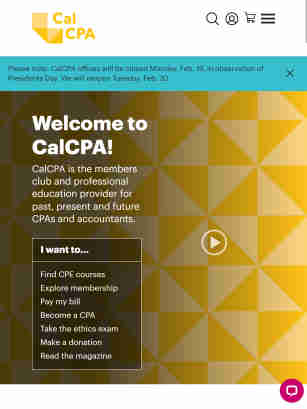 Cal
CPA
Please note: CalCPA offices will be closed Monday, Feb. 19, in observation of
Presidents Day. We will reopen Tuesday, Feb. 20.
Welcome to
CalCPA!
CalCPA is the members
club and professional
education provider for
past, present and future
CPAs and accountants.
I want to...
Find CPE courses
Explore membership
Pay my bill
Become a CPA
Take the ethics exam
Make a donation
Read the magazine